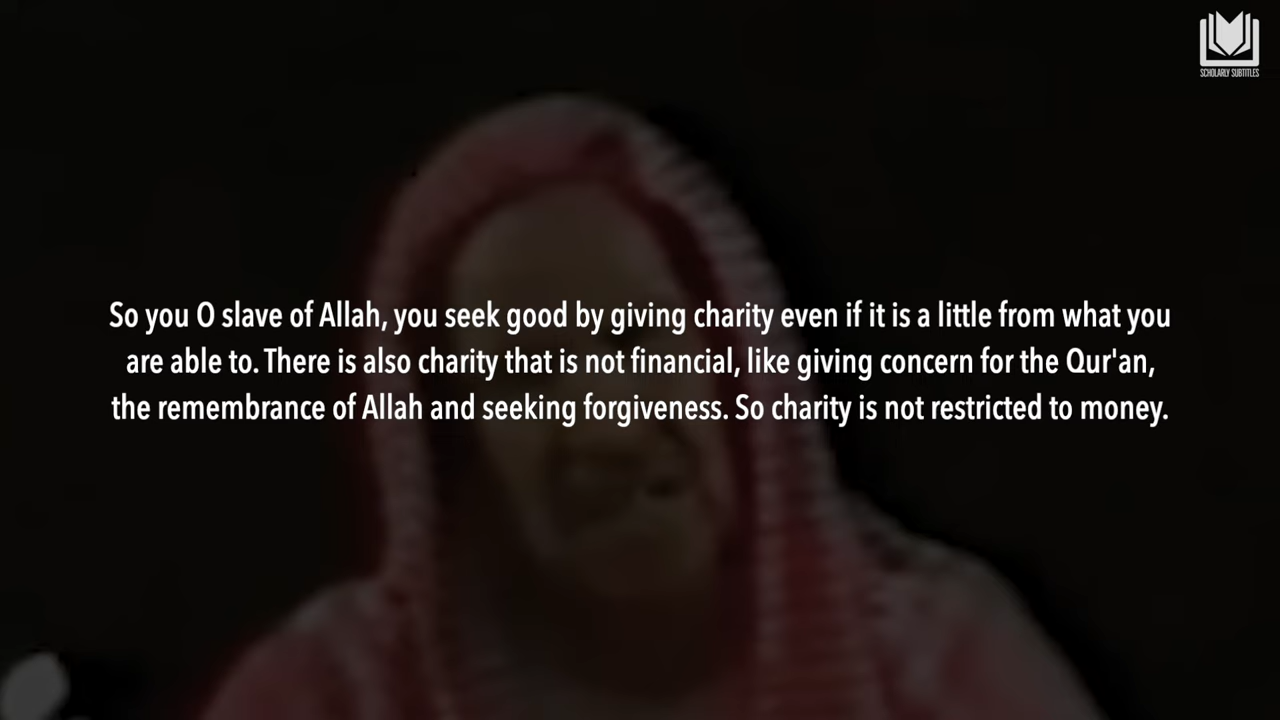 SCHOLARLY SUBTITLES
So you O slave of Allah, you seek good by giving charity even if it is a little from what you
are able to. There is also charity that is not financial, like giving concern for the Qur'an,
the remembrance of Allah and seeking forgiveness. So charity is not restricted to money.